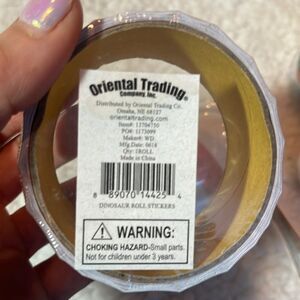 Oriental Trading®
Company, Inc.
Distributed by Oriental Trading Co.
Omaha, NE 68137
orientaltrading.com
Item#: 13704750
PO#: 1173099
Maker#: WD
Mfg Date: 0618
Qty: 1ROLL
Made in China
8 89070 14425 4
DINOSAUR ROLL STICKERS
WARNING:
CHOKING HAZARD-Small parts.
Not for children under 3 years.